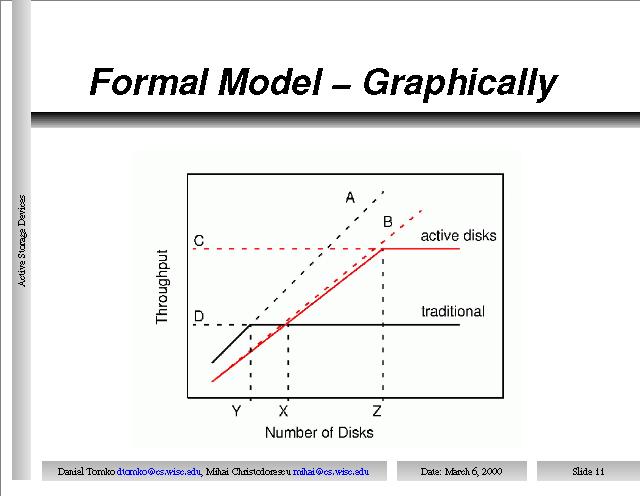 Formal Model – Graphically
Active Storage Devices
A
B
C
active disks
Throughput
D
traditional
Y X Z
Number of Disks
Daniel Tomko dtomko@cs.wisc.edu, Mihai Christodorescu mihai@cs.wisc.edu
Date: March 6, 2000
Slide 11